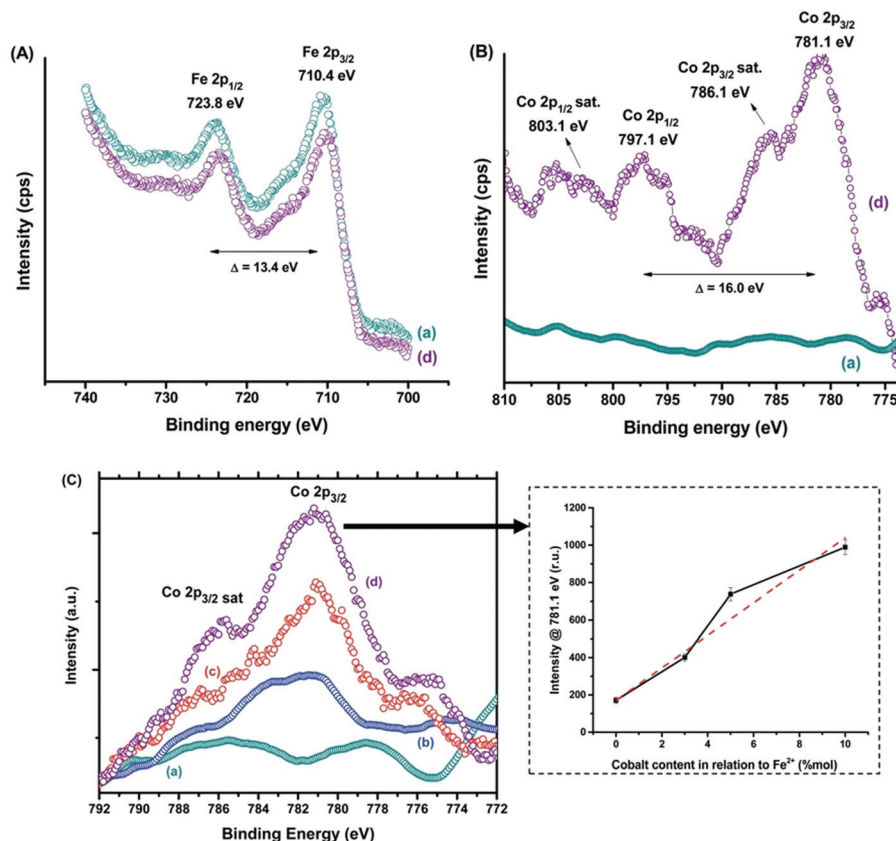 (A)
Fe 2p1/2
723.8 eV
Fe 2p3/2
710.4 eV
Δ = 13.4 eV
(a)
(d)
Intensity (cps)
740 730 720 710 700
Binding energy (eV)
(B)
Co 2p3/2
781.1 eV
Co 2p3/2 sat.
786.1 eV
Co 2p1/2 sat.
803.1 eV
Co 2p1/2
797.1 eV
(d)
Δ = 16.0 eV
(a)
Intensity (cps)
810 805 800 795 790 785 780 775
Binding energy (eV)
(C)
Co 2p3/2
Co 2p3/2 sat
(d)
(c)
(b)
(a)
Intensity (a.u.)
792 790 788 786 784 782 780 778 776 774 772
Binding Energy (eV)
1200
1000
800
600
400
200
0
Intensity @ 781.1 eV (r.u.)
0 2 4 6 8 10
Cobalt content in relation to Fe2+ (%mol)